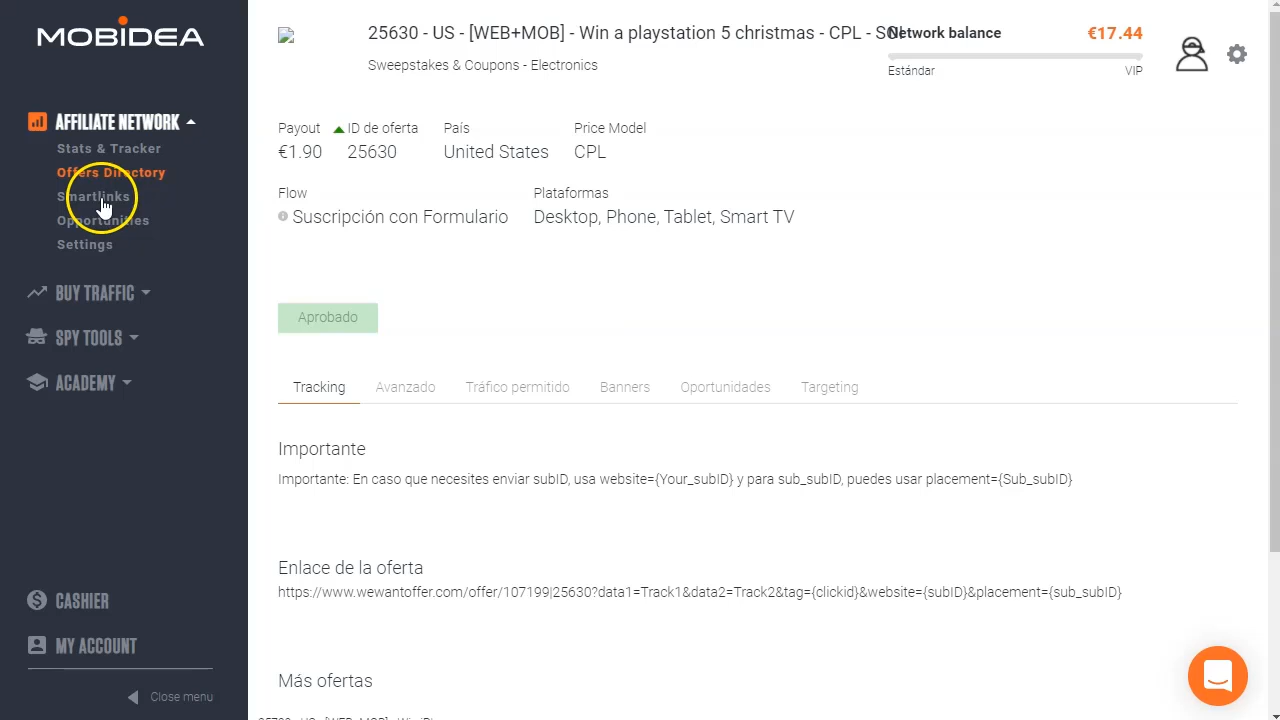 MOBIDEA
AFFILIATE NETWORK
Stats & Tracker
Offers Directory
Smartlinks
Opportunities
Settings
BUY TRAFFIC
SPY TOOLS
ACADEMY
CASHIER
MY ACCOUNT
Close menu
25630 - US - [WEB+MOB] - Win a playstation 5 christmas - CPL -
Sweepstakes & Coupons - Electronics
Network balance €17.44
Estándar VIP
Payout ID de oferta País Price Model
€1.90 25630 United States CPL
Flow Plataformas
Suscripción con Formulario Desktop, Phone, Tablet, Smart TV
Aprobado
Tracking Avanzado Tráfico permitido Banners Oportunidades Targeting
Importante
Importante: En caso que necesites enviar subID, usa website={Your_subID} y para sub_subID, puedes usar placement={Sub_subID}
Enlace de la oferta
https://www.wewantoffer.com/offer/107199|25630?data1=Track1&data2=Track2&tag={clickid}&website={subID}&placement={sub_subID}
Más ofertas